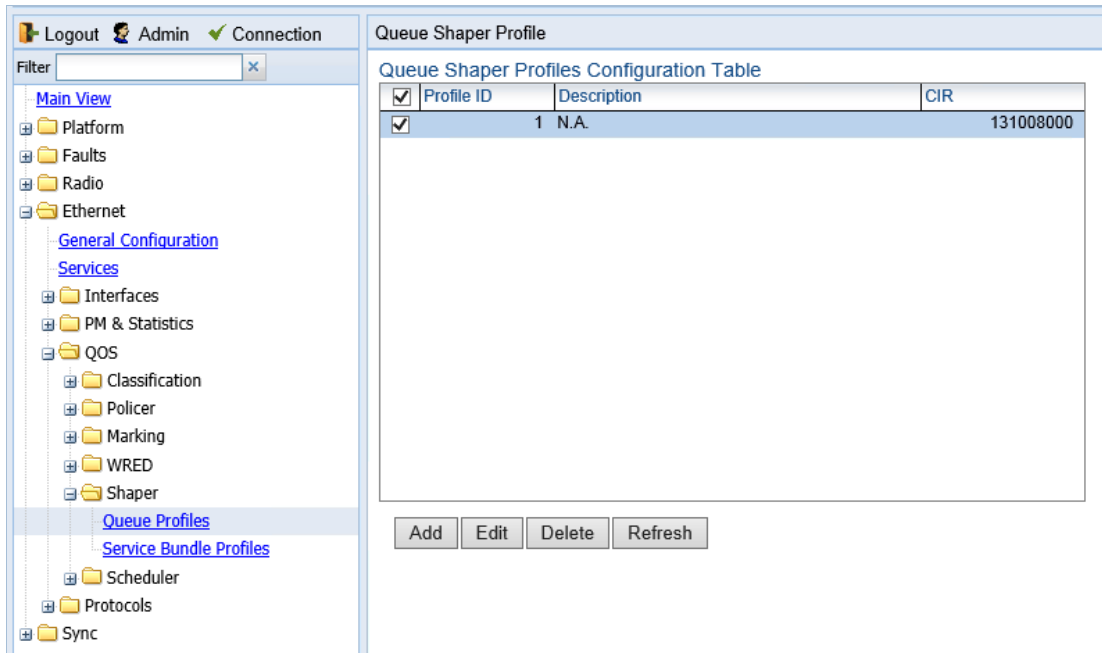 Logout Admin Connection
Filter
Main View
Platform
Faults
Radio
Ethernet
General Configuration
Services
Interfaces
PM & Statistics
QOS
Classification
Policer
Marking
WRED
Shaper
Queue Profiles
Service Bundle Profiles
Scheduler
Protocols
Sync
Queue Shaper Profile
Queue Shaper Profiles Configuration Table
Profile ID Description CIR
1 N.A. 131008000
Add Edit Delete Refresh